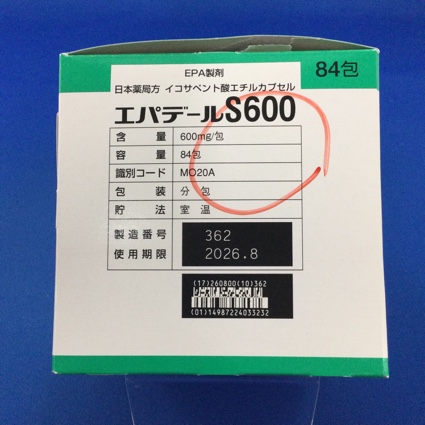 EPA製剤
84包
日本薬局方 イコサペント酸エチルカプセル
エパデールS600
含量 600mg/包
容量 84包
識別コード MO20A
包装 分包
貯法 室温
製造番号 362
使用期限 2026.8
(17)260800(10)362
(01)14987224033232